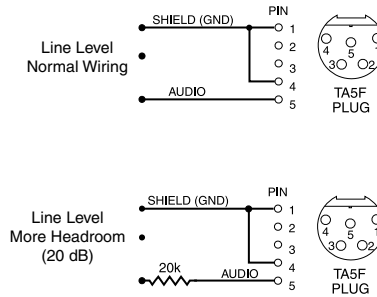 PIN
SHIELD (GND)
1
2
3
4
5
Line Level
Normal Wiring
AUDIO
4
5
1
3
2
TA5F
PLUG
PIN
SHIELD (GND)
1
2
3
4
5
Line Level
More Headroom
(20 dB)
20k
AUDIO
4
5
1
3
2
TA5F
PLUG